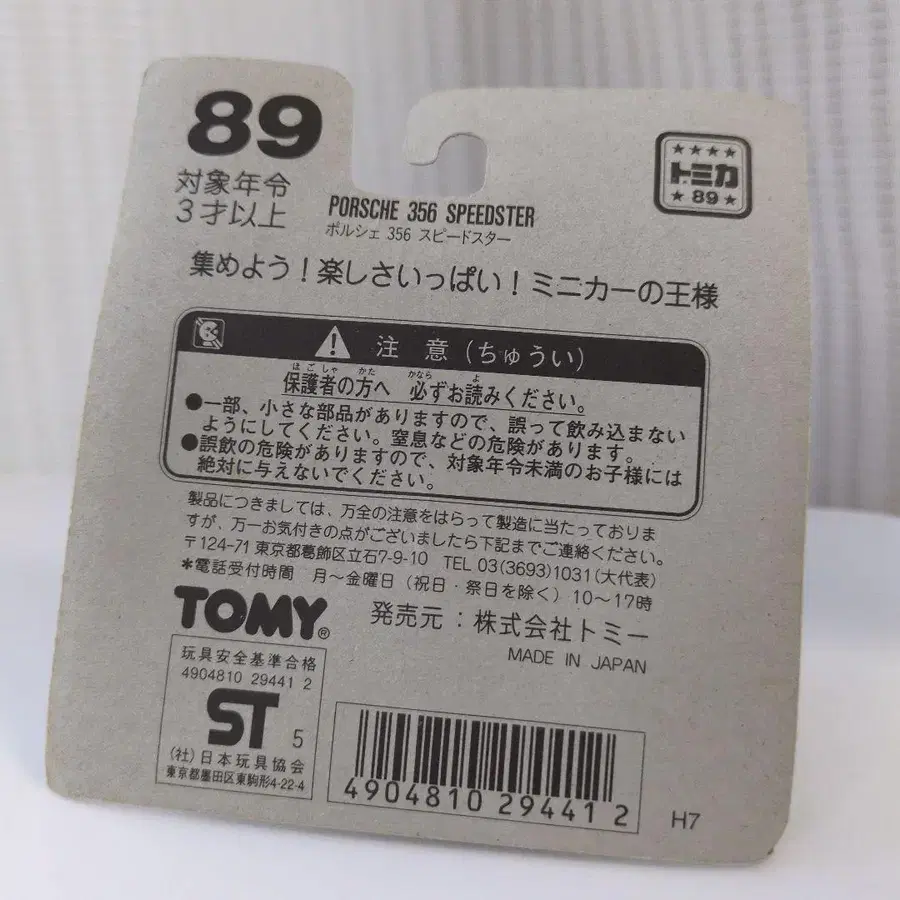 89
対象年令
3才以上
PORSCHE 356 SPEEDSTER
ポルシェ 356 スピードスター
★★★★
トミカ
★89★
集めよう!楽しさいっぱい!ミニカーの王様
注 意(ちゅうい)
ほごしゃ かた かなら よ
保護者の方へ 必ずお読みください。
●一部、小さな部品がありますので、誤って飲み込まない
ようにしてください。窒息などの危険があります。
●誤飲の危険がありますので、対象年令未満のお子様には
絶対に与えないでください。
製品につきましては、万全の注意をはらって製造に当たっておりま
すが、万一お気付きの点がございましたら下記までご連絡ください。
〒124-71 東京都葛飾区立石7-9-10 TEL 03(3693)1031(大代表)
*電話受付時間 月~金曜日(祝日・祭日を除く)10~17時
TOMY® 発売元:株式会社トミー
MADE IN JAPAN
玩具安全基準合格
4904810 29441 2
ST 5
(社)日本玩具協会
東京都墨田区東駒形4-22-4
4904810 294412
H7